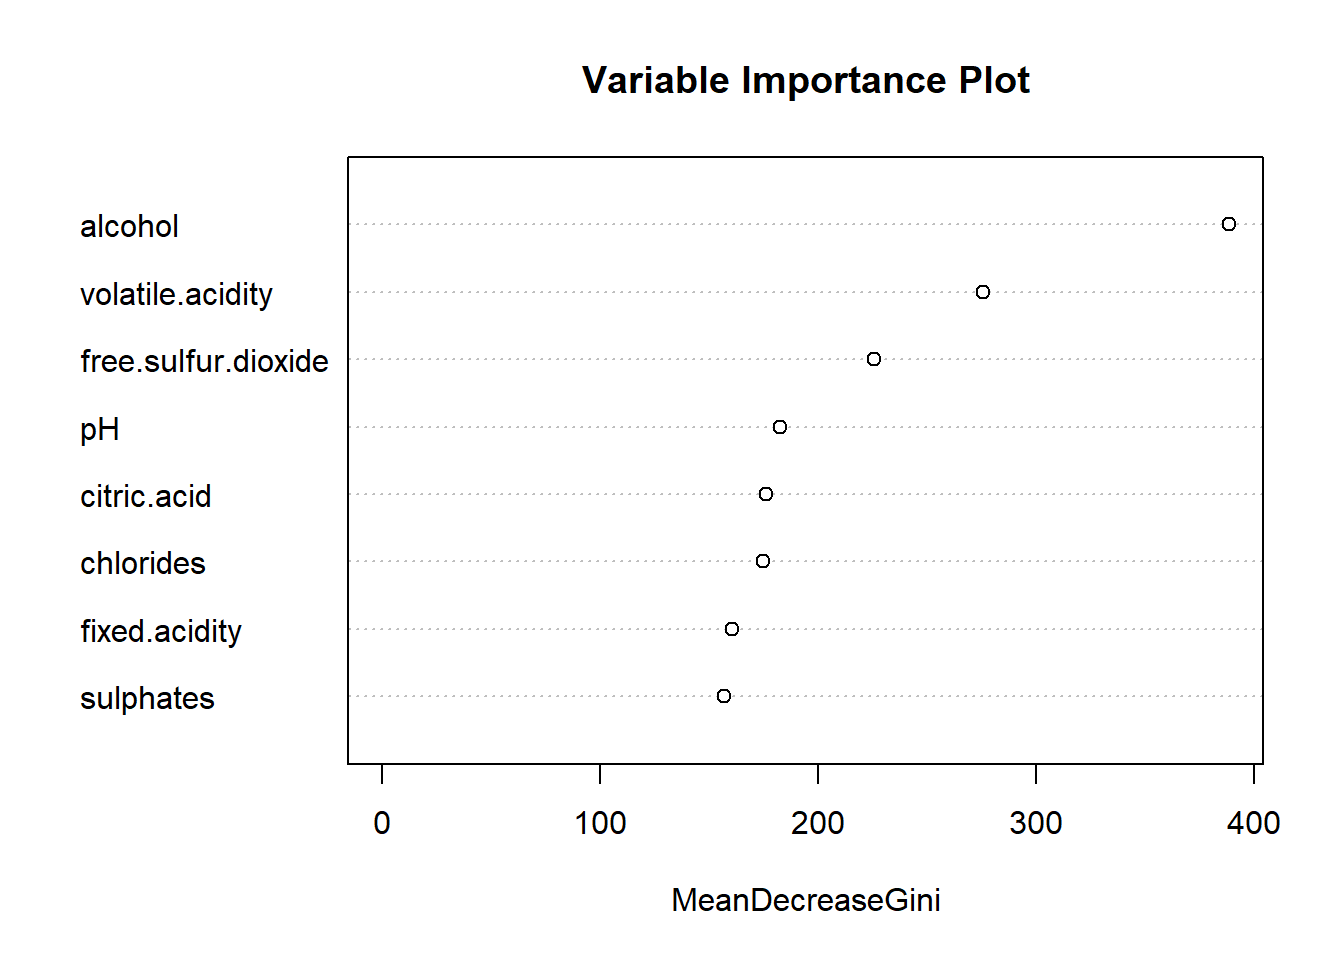 Variable Importance Plot
alcohol
volatile.acidity
free.sulfur.dioxide
pH
citric.acid
chlorides
fixed.acidity
sulphates
0 100 200 300 400
MeanDecreaseGini